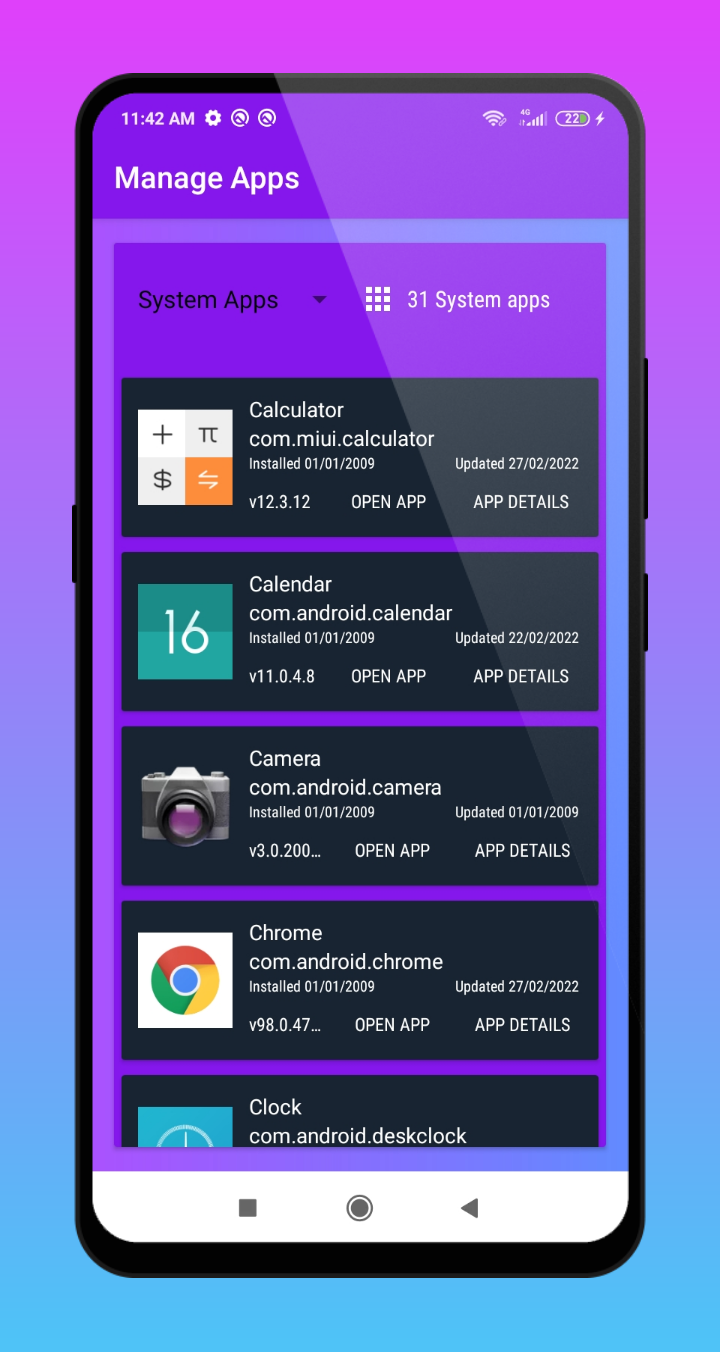 11:42 AM 4G 22
Manage Apps
System Apps 31 System apps
+ π
$
Calculator
com.miui.calculator
Installed 01/01/2009 Updated 27/02/2022
v12.3.12 OPEN APP APP DETAILS
16
Calendar
com.android.calendar
Installed 01/01/2009 Updated 22/02/2022
v11.0.4.8 OPEN APP APP DETAILS
Camera
com.android.camera
Installed 01/01/2009 Updated 01/01/2009
v3.0.200... OPEN APP APP DETAILS
Chrome
com.android.chrome
Installed 01/01/2009 Updated 27/02/2022
v98.0.47... OPEN APP APP DETAILS
Clock
com.android.deskclock